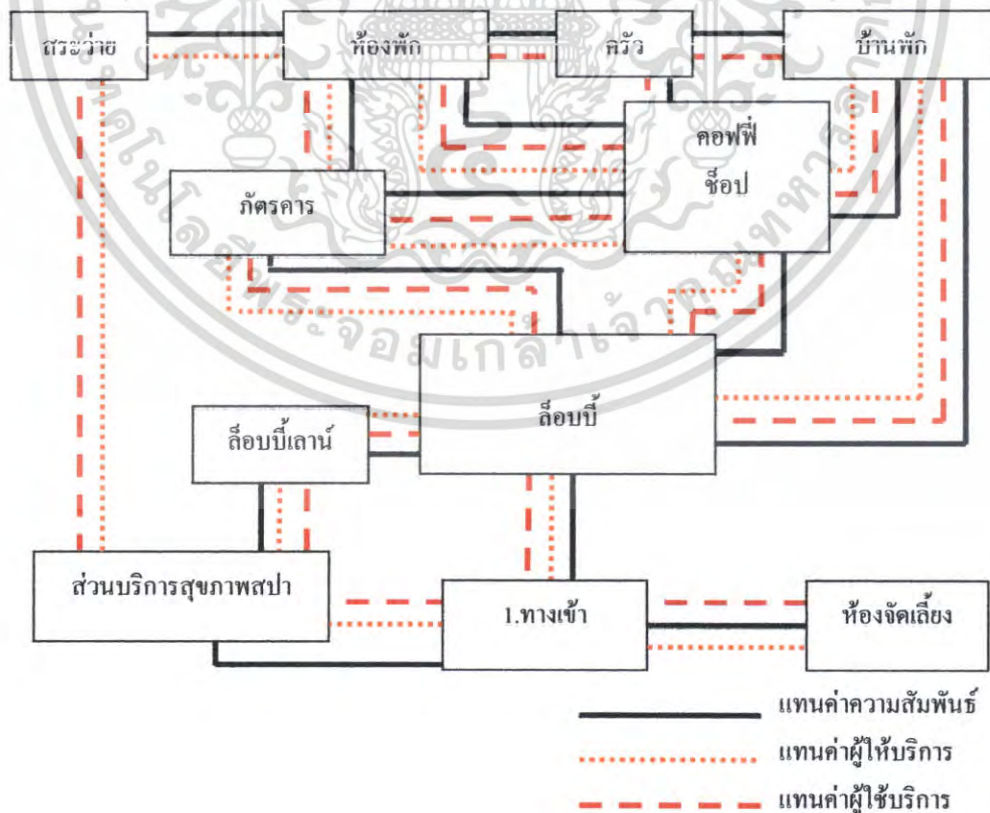 สระว่าย
ห้องพัก
ครัว
บ้านพัก
คอฟฟี่
ช็อป
ภัตรคาร
ล็อบบี้
ล็อบบี้เลาน์
ส่วนบริการสุขภาพสปา
1.ทางเข้า
ห้องจัดเลี้ยง
แทนค่าความสัมพันธ์
แทนค่าผู้ให้บริการ
แทนค่าผู้ใช้บริการ